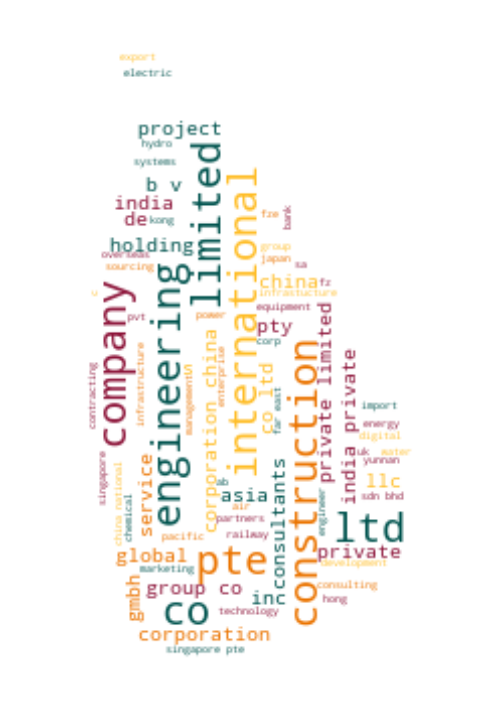 export
electric
project
hydro
systems
b v
india
de
kong
limited
international
fze
bank
holding
overseas
sourcing
group
japan
sa
china
fz
infrastucture
c
company
engineering
pvt
power
equipment
pty
corp
contracting
infrastructure
managements
corporation china
enterprise
co ltd
far east
construction
private limited
india private
import
energy
digital
uk
water
yunnan
llc
sdn bhd
singapore
china national
chemical
service
ab
asia
air
partners
railway
pacific
consultants
engineer
ltd
private
development
global
marketing
pte
gmbh
group co
inc
consulting
hong
co
technology
corporation
singapore pte